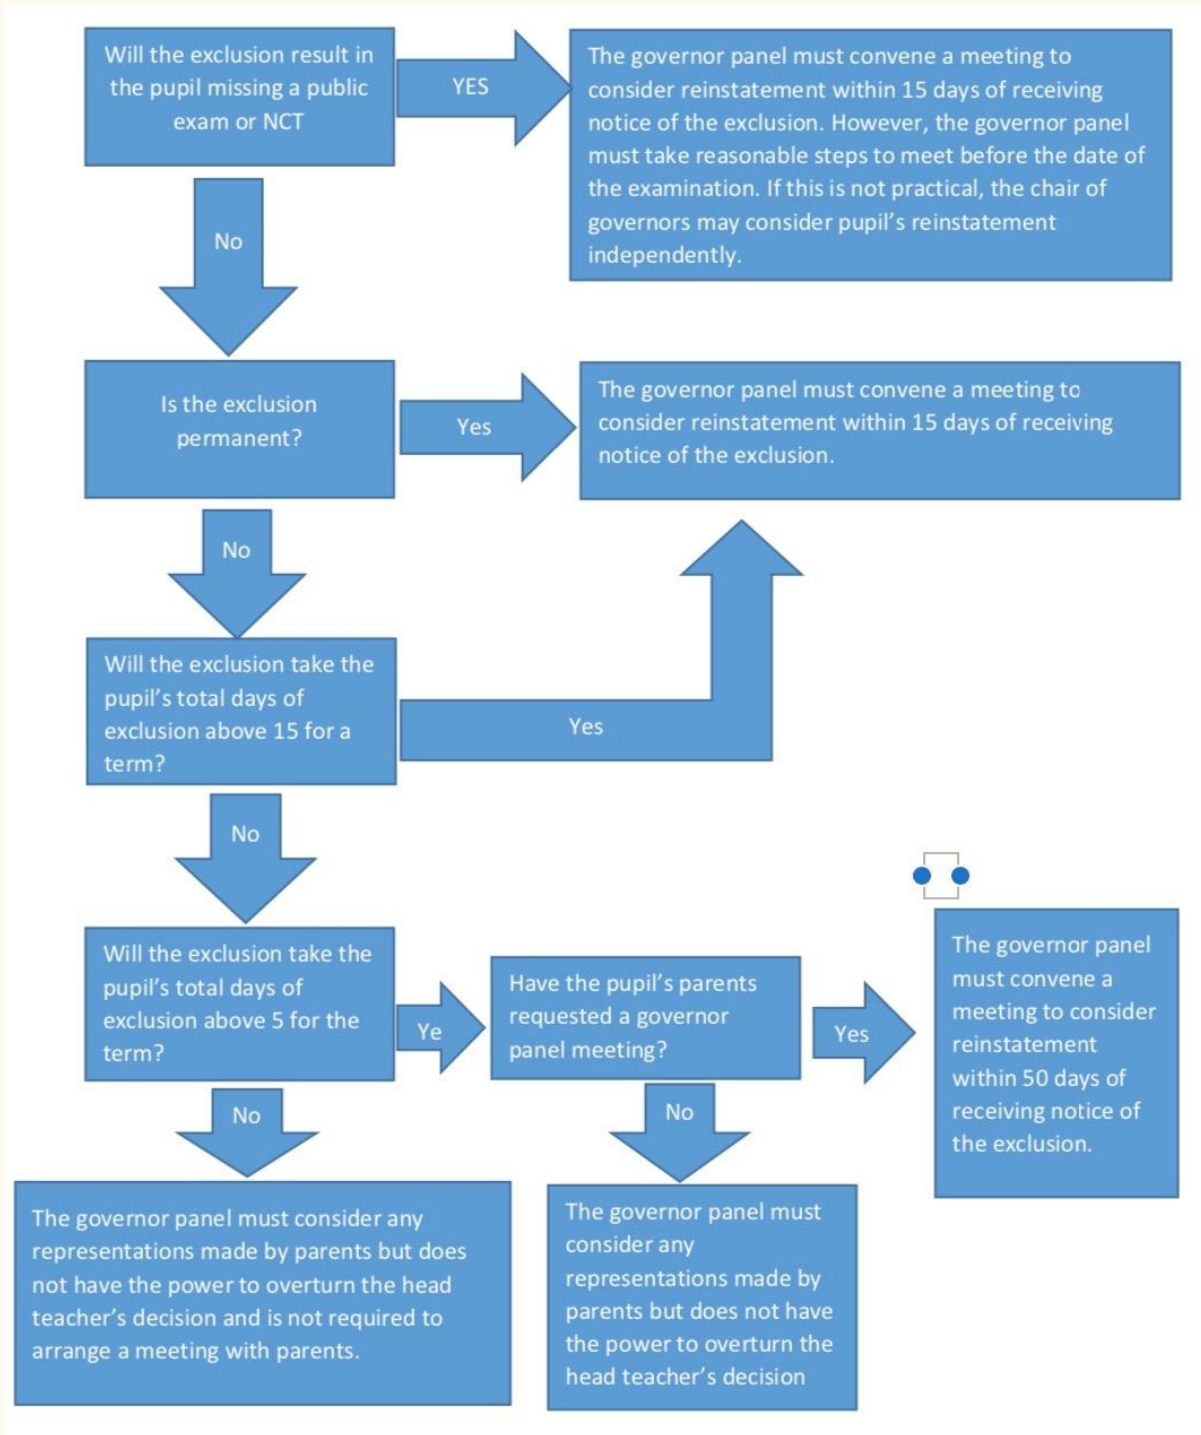 Will the exclusion result in
the pupil missing a public
exam or NCT
YES
The governor panel must convene a meeting to
consider reinstatement within 15 days of receiving
notice of the exclusion. However, the governor panel
must take reasonable steps to meet before the date of
the examination. If this is not practical, the chair of
governors may consider pupil’s reinstatement
independently.
No
Is the exclusion
permanent?
Yes
The governor panel must convene a meeting to
consider reinstatement within 15 days of receiving
notice of the exclusion.
No
Will the exclusion take the
pupil’s total days of
exclusion above 15 for a
term?
Yes
No
Will the exclusion take the
pupil’s total days of
exclusion above 5 for the
term?
Ye
Have the pupil’s parents
requested a governor
panel meeting?
Yes
The governor panel
must convene a
meeting to consider
reinstatement
within 50 days of
receiving notice of
the exclusion.
No
No
The governor panel must consider any
representations made by parents but does
not have the power to overturn the head
teacher’s decision and is not required to
arrange a meeting with parents.
The governor panel must
consider any
representations made by
parents but does not have
the power to overturn the
head teacher’s decision